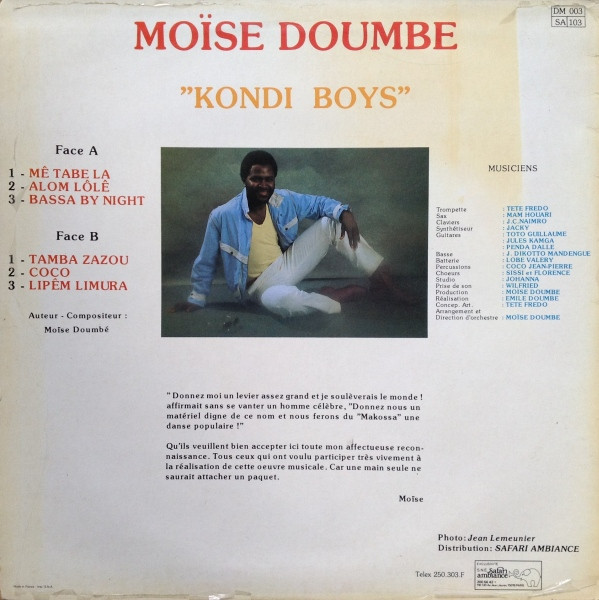 DM 003
SA 103
MOÏSE DOUMBE
"KONDI BOYS"
Face A
1 - MÊ TABE LA
2 - ALOM LÔLÊ
3 - BASSA BY NIGHT
Face B
1 - TAMBA ZAZOU
2 - COCO
3 - LIPÊM LIMURA
Auteur - Compositeur :
Moïse Doumbê
MUSICIENS
Trompette : TETE FREDO
Sax : MAM HOUARI
Claviers : J.C.NAIMRO
Synthétiseur : JACKY
Guitares : TOTO GUILLAUME
: JULES KAMGA
: PENDA DALLE
Basse : J. DIKOTTO MANDENGUE
Batterie : LOBE VALERY
Percussions : COCO JEAN-PIERRE
Choeurs : SISSI et FLORENCE
Studio : JOHANNA
Prise de son : WILFRIED
Production : MOÏSE DOUMBE
Réalisation : EMILE DOUMBE
Concep. Art. : TETE FREDO
Arrangement et
Direction d'orchestre : MOÏSE DOUMBE
"Donnez moi un levier assez grand et je soulèverais le monde !
affirmait sans se vanter un homme célèbre, "Donnez nous un
matériel digne de ce nom et nous ferons du "Makossa" une
danse populaire !"
Qu'ils veuillent bien accepter ici toute mon affectueuse recon-
naissance. Tous ceux qui ont voulu participer très vivement à
la réalisation de cette oeuvre musicale. Car une main seule ne
saurait attacher un paquet.
Moïse
Photo: Jean Lemeunier
Distribution: SAFARI AMBIANCE
Telex 250.303.F
Safari
ambiance